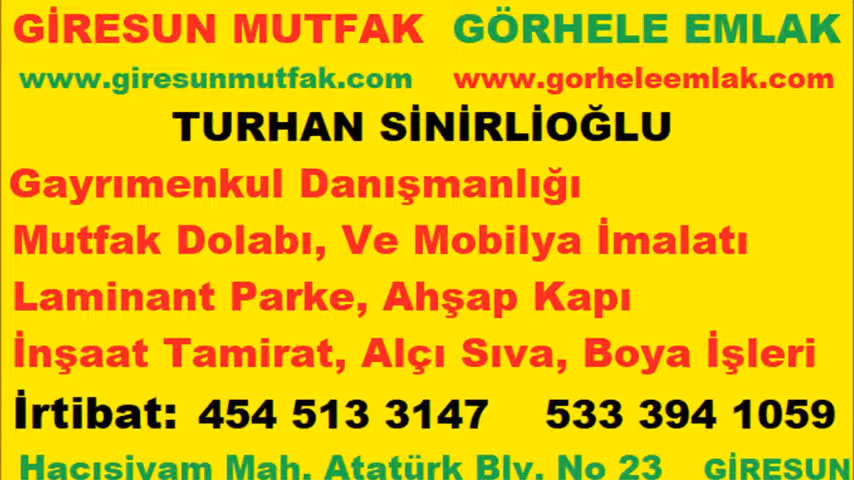 GİRESUN MUTFAK GÖRHELE EMLAK
www.giresunmutfak.com www.gorheleemlak.com
TURHAN SİNİRLİOĞLU
Gayrımenkul Danışmanlığı
Mutfak Dolabı, Ve Mobilya İmalatı
Laminant Parke, Ahşap Kapı
İnşaat Tamirat, Alçı Sıva, Boya İşleri
İrtibat: 454 513 3147 533 394 1059
Hacısiyam Mah. Atatürk Blv. No 23 GİRESUN